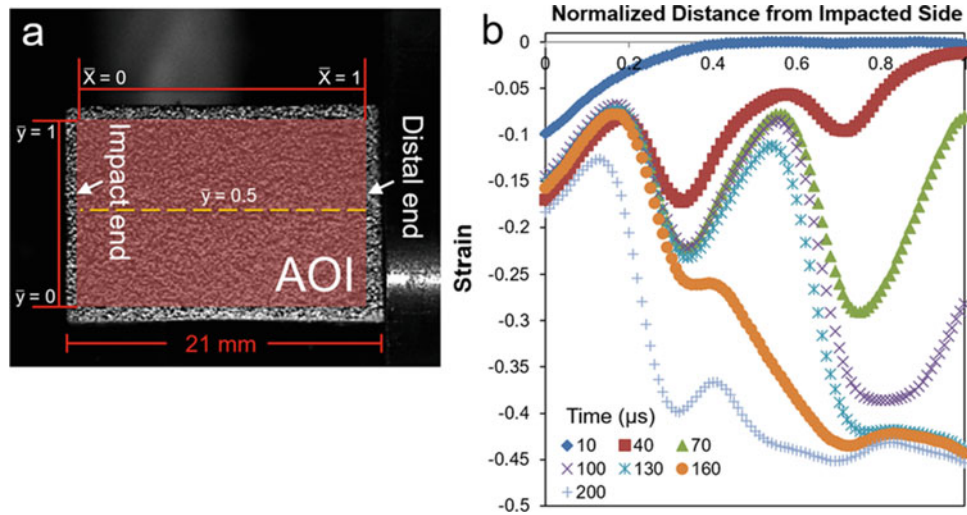 a
X̅ = 0
X̅ = 1
y̅ = 1
Impact end
y̅ = 0.5
Distal end
AOI
y̅ = 0
21 mm
b
Normalized Distance from Impacted Side
0
0.2
0.4
0.6
0.8
1
0
-0.05
-0.1
-0.15
-0.2
-0.25
-0.3
-0.35
-0.4
-0.45
-0.5
Strain
Time (µs)
10 40 70
100 130 160
200